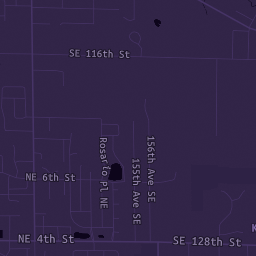 SE 116th St
Rosario Pl NE
156th Ave SE
155th Ave SE
NE 6th St
NE 4th St
SE 128th St